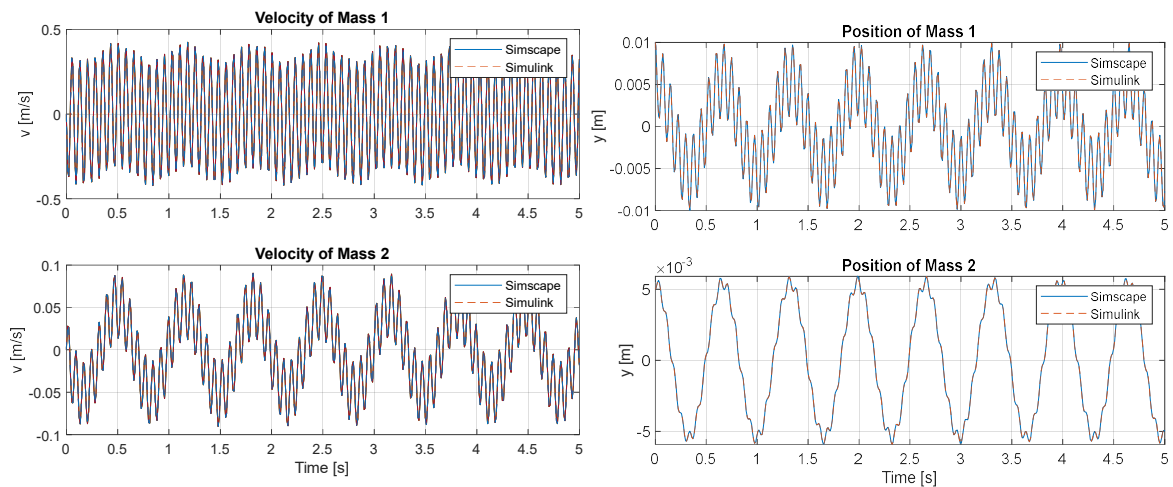 Velocity of Mass 1
0.5
0
-0.5
v [m/s]
Simscape
Simulink
0 0.5 1 1.5 2 2.5 3 3.5 4 4.5 5
Velocity of Mass 2
0.1
0.05
0
-0.05
-0.1
v [m/s]
Simscape
Simulink
0 0.5 1 1.5 2 2.5 3 3.5 4 4.5 5
Time [s]
Position of Mass 1
0.01
0.005
0
-0.005
-0.01
y [m]
Simscape
Simulink
0 0.5 1 1.5 2 2.5 3 3.5 4 4.5 5
×10⁻³
Position of Mass 2
5
0
-5
y [m]
Simscape
Simulink
0 0.5 1 1.5 2 2.5 3 3.5 4 4.5 5
Time [s]